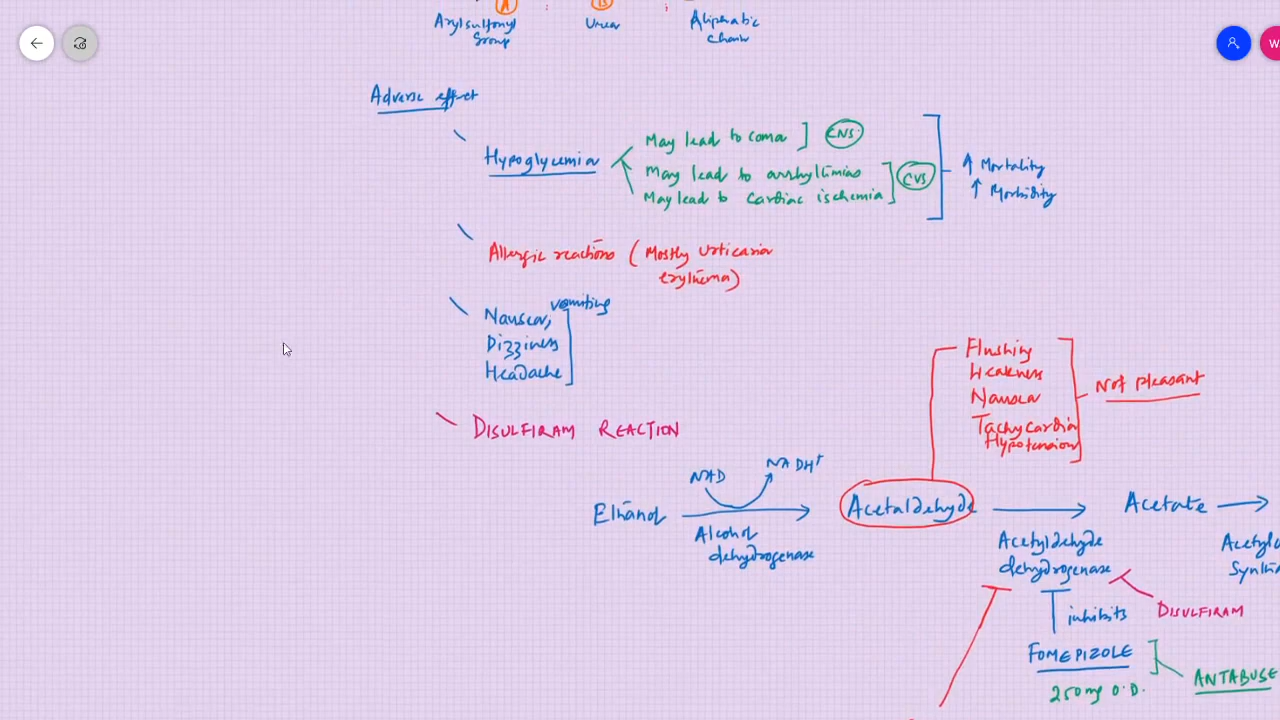 A B
Arylsulfonyl Group
Urea
Aliphatic chain
Adverse effect
Hypoglycemia
May lead to coma
CNS
May lead to arrhythmias
May lead to cardiac ischemia
CVS
↑ Mortality
↑ Morbidity
Allergic reactions (Mostly Urticaria
erythema)
vomiting
Nausea,
Dizziness
Headache
DISULFIRAM REACTION
Flushing
Weakness
Nausea
Tachycardia
Hypotension
Not pleasant
NAD
NADH+
Ethanol
Alcohol
dehydrogenase
Acetaldehyde
Acetyldehyde
dehydrogenase
Acetate
inhibits
DISULFIRAM
FOMEPIZOLE
250mg O.D.
ANTABUSE
W